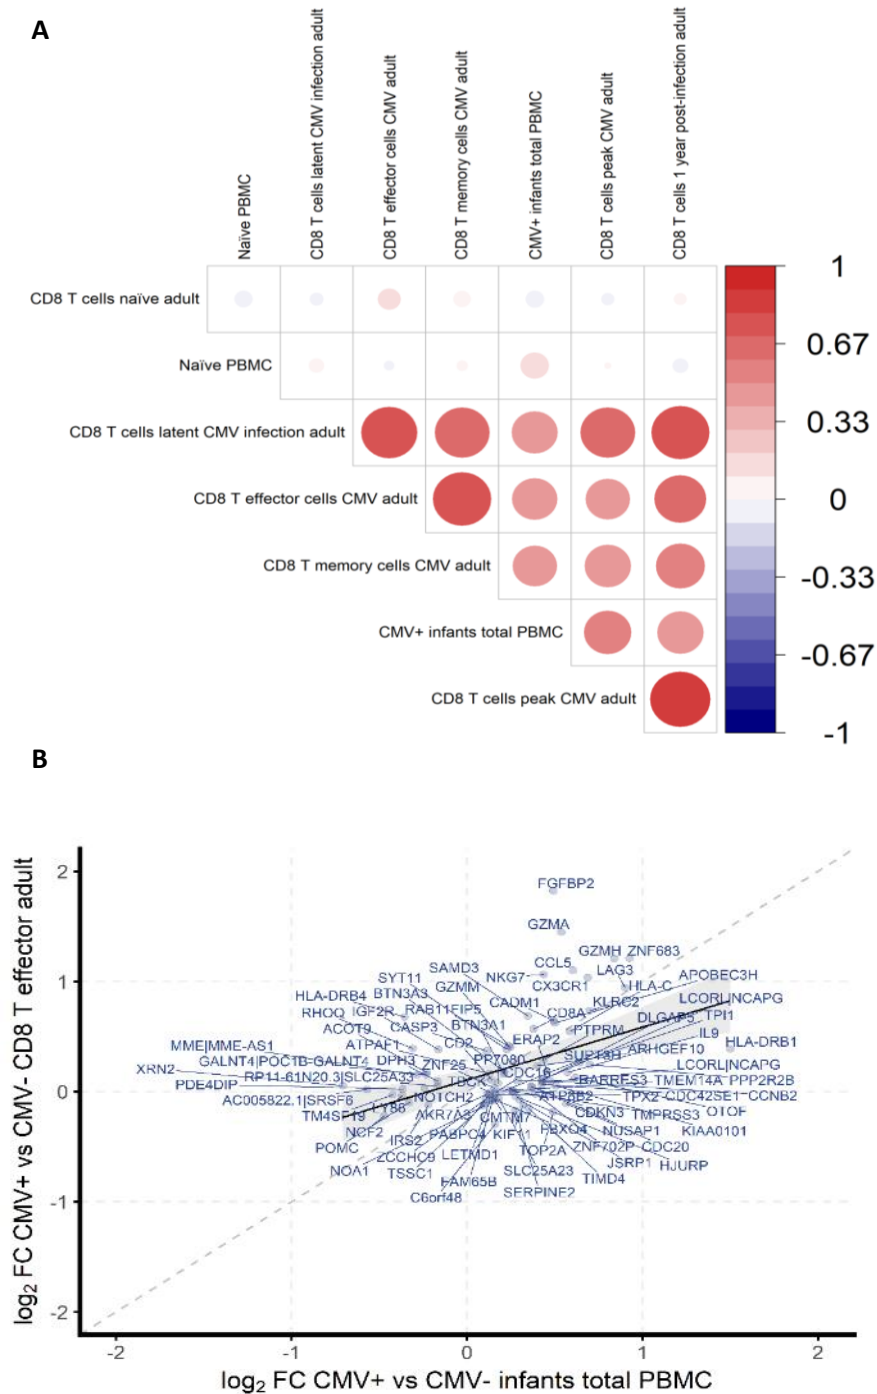 A
Naïve PBMC
CD8 T cells latent CMV infection adult
CD8 T effector cells CMV adult
CD8 T memory cells CMV adult
CMV+ infants total PBMC
CD8 T cells peak CMV adult
CD8 T cells 1 year post-infection adult
CD8 T cells naïve adult
Naïve PBMC
CD8 T cells latent CMV infection adult
CD8 T effector cells CMV adult
CD8 T memory cells CMV adult
CMV+ infants total PBMC
CD8 T cells peak CMV adult
1
0.67
0.33
0
-0.33
-0.67
-1
B
log2 FC CMV+ vs CMV- CD8 T effector adult
2
1
0
-1
-2
FGFBP2
GZMA
GZMH ZNF683
CCL5
LAG3
SAMD3
NKG7
APOBEC3H
SYT11
GZMM
CX3CR1
HLA-C
HLA-DRB4
BTN3A3
CADM1
KLRC2
LCORL|NCAPG
RHOQ
IGF2R
RAB11FIP5
CD8A
DLGAP5
TPI1
ACOT9
CASP3
BTN3A1
PTPRM
IL9
ATPAF1
CD2
ERAP2
ARHGEF10
HLA-DRB1
MME|MME-AS1
GALNT4|POC1B-GALNT4
DPH3
ZNF25
PP7080
SUPT3H
LCORL|NCAPG
XRN2
RP11-61N20.3|SLC25A33
CDC16
RARRES3
TMEM14A
PPP2R2B
PDE4DIP
NOTCH2
ATP8B2
TPX2
CDC42SE1
CCNB2
AC005822.1|SRSF6
LY86
TM4SF19
AKR7A3
CMTM7
CDKN3
TMPRSS3
OTOF
NCF2
PABPC4
KIF11
FBXO4
NUSAP1
KIAA0101
POMC
IRS2
ZCCHC9
LETMD1
TOP2A
ZNF702P
CDC20
NOA1
TSSC1
FAM65B
SLC25A23
JSRP1
HJURP
C6orf48
SERPINE2
TIMD4
-2
-1
0
1
2
log2 FC CMV+ vs CMV- infants total PBMC